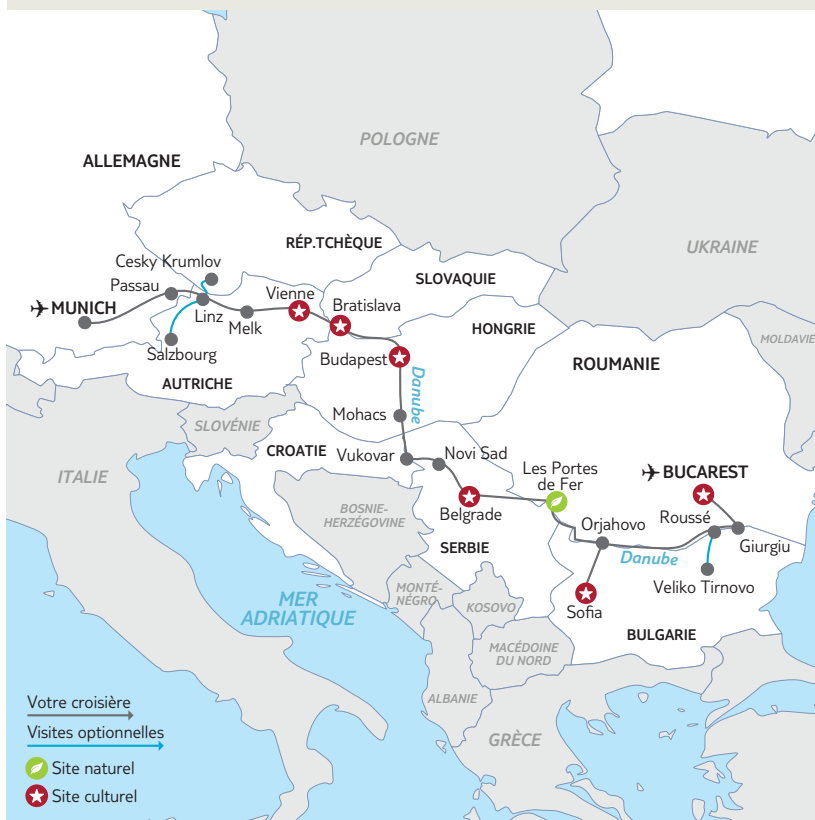 POLOGNE
ALLEMAGNE
UKRAINE
RÉP.TCHÈQUE
Cesky Krumlov
SLOVAQUIE
Passau
Vienne
Bratislava
MUNICH
Linz
Melk
HONGRIE
MOLDAVIE
Salzbourg
Budapest
ROUMANIE
AUTRICHE
Danube
Mohacs
SLOVÉNIE
CROATIE
Vukovar
Novi Sad
ITALIE
Les Portes
de Fer
BUCAREST
BOSNIE-
HERZÉGOVINE
Belgrade
Orjahovo
Roussé
Giurgiu
SERBIE
Danube
Veliko Tirnovo
MER
ADRIATIQUE
MONTÉ-
NÉGRO
KOSOVO
Sofia
BULGARIE
MACÉDOINE
DU NORD
ALBANIE
GRÈCE
Votre croisière
Visites optionnelles
Site naturel
Site culturel